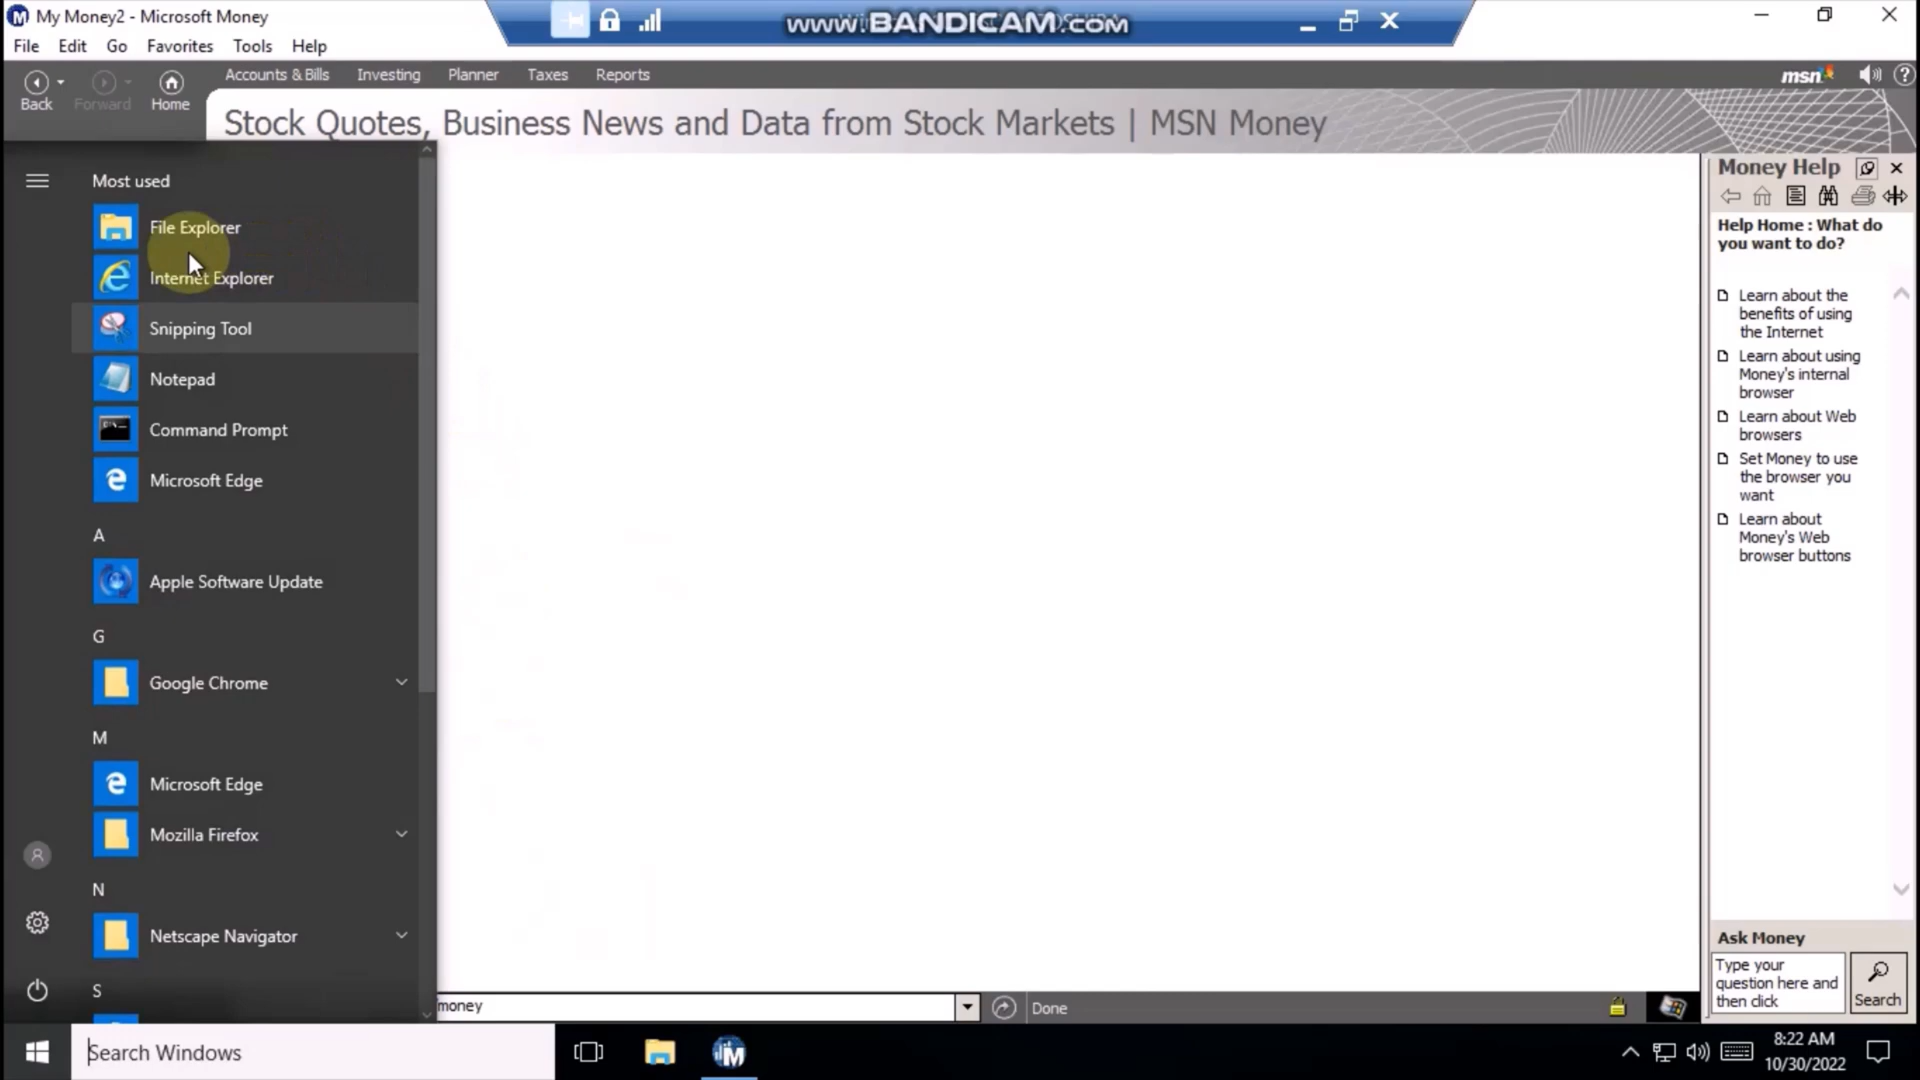 My Money2 - Microsoft Money
www.BANDICAM.com
File Edit Go Favorites Tools Help
Back Forward Home
Accounts & Bills Investing Planner Taxes Reports
msn
Stock Quotes, Business News and Data from Stock Markets | MSN Money
Most used
File Explorer
Internet Explorer
Snipping Tool
Notepad
Command Prompt
Microsoft Edge
A
Apple Software Update
G
Google Chrome
M
Microsoft Edge
Mozilla Firefox
N
Netscape Navigator
S
Money Help
Help Home : What do
you want to do?
Learn about the
benefits of using
the Internet
Learn about using
Money's internal
browser
Learn about Web
browsers
Set Money to use
the browser you
want
Learn about
Money's Web
browser buttons
Ask Money
Type your
question here and
then click
Search
money
Done
Search Windows
8:22 AM
10/30/2022